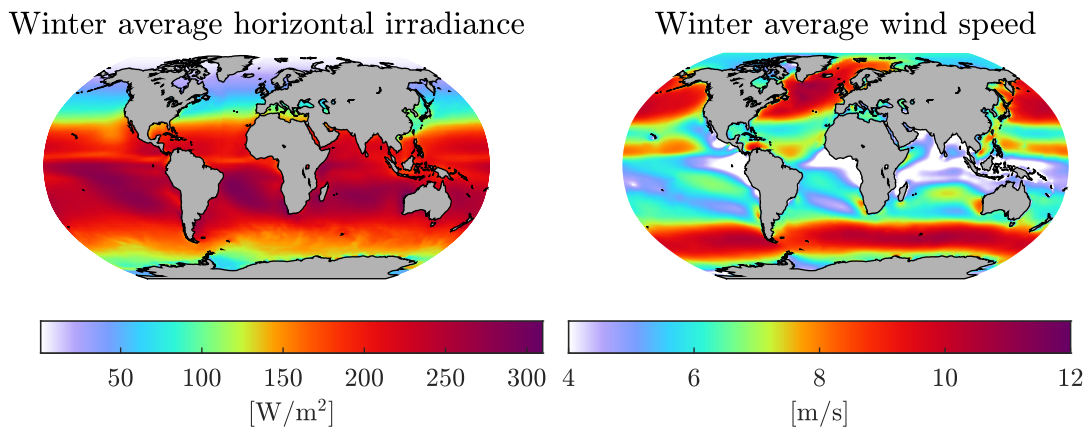 Winter average horizontal irradiance
Winter average wind speed
50 100 150 200 250 300
[W/m²]
4 6 8 10 12
[m/s]